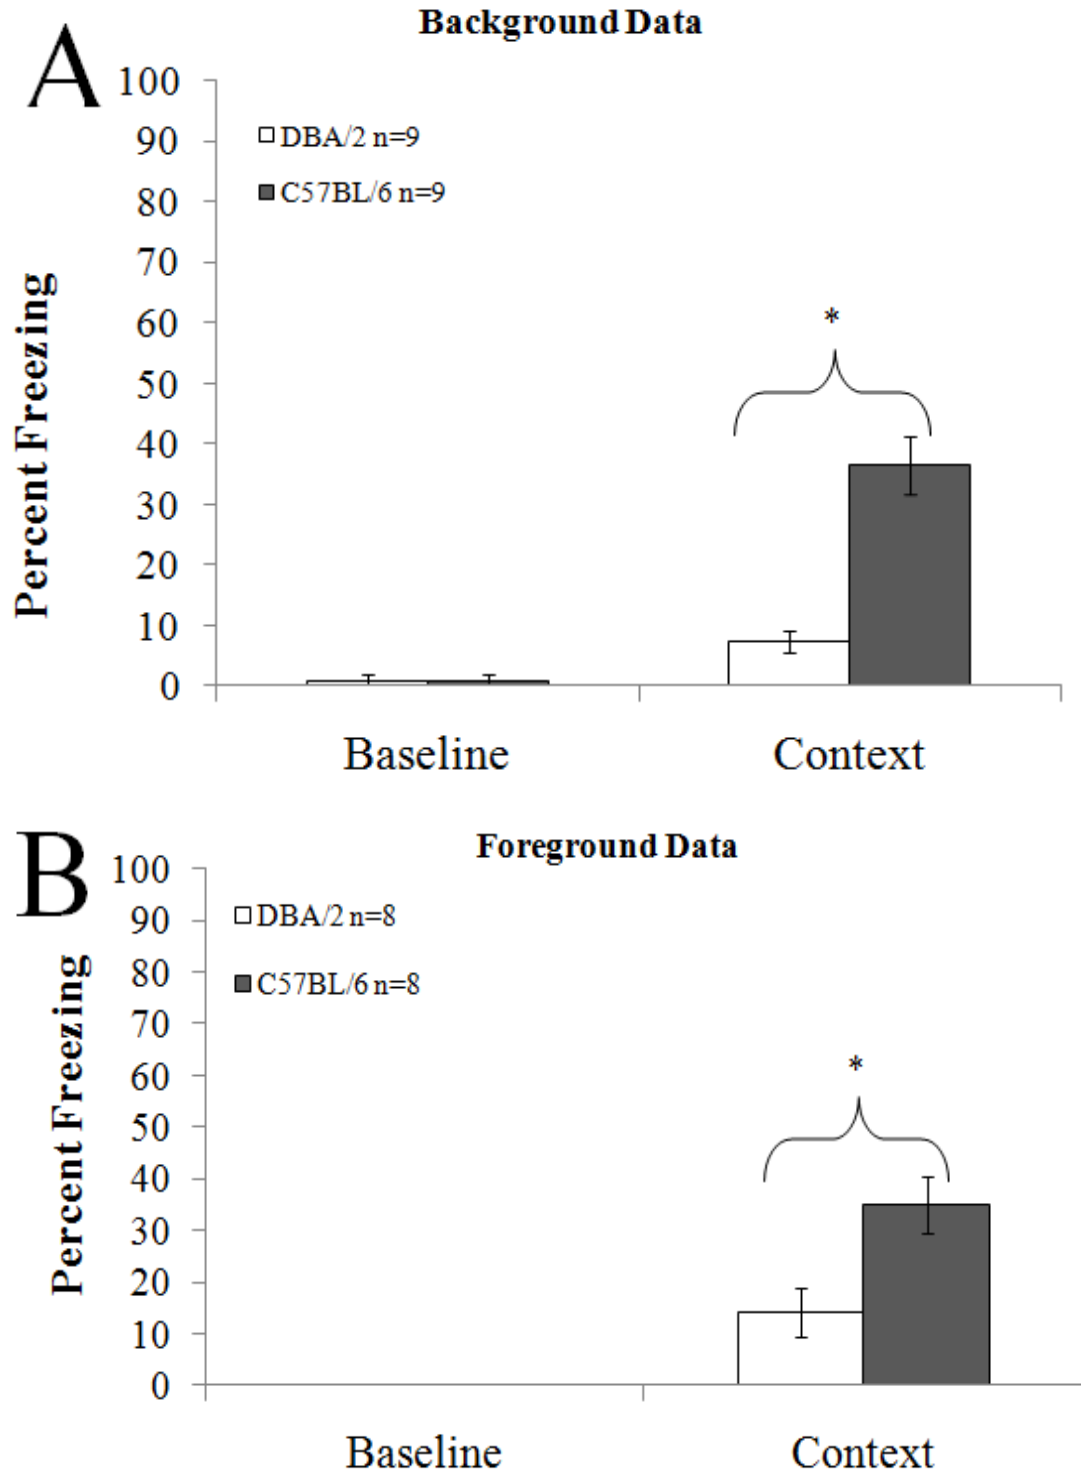 A
Background Data
100
90
80
70
60
50
40
30
20
10
0
Percent Freezing
DBA/2 n=9
C57BL/6 n=9
*
Baseline
Context
B
Foreground Data
100
90
80
70
60
50
40
30
20
10
0
Percent Freezing
DBA/2 n=8
C57BL/6 n=8
*
Baseline
Context